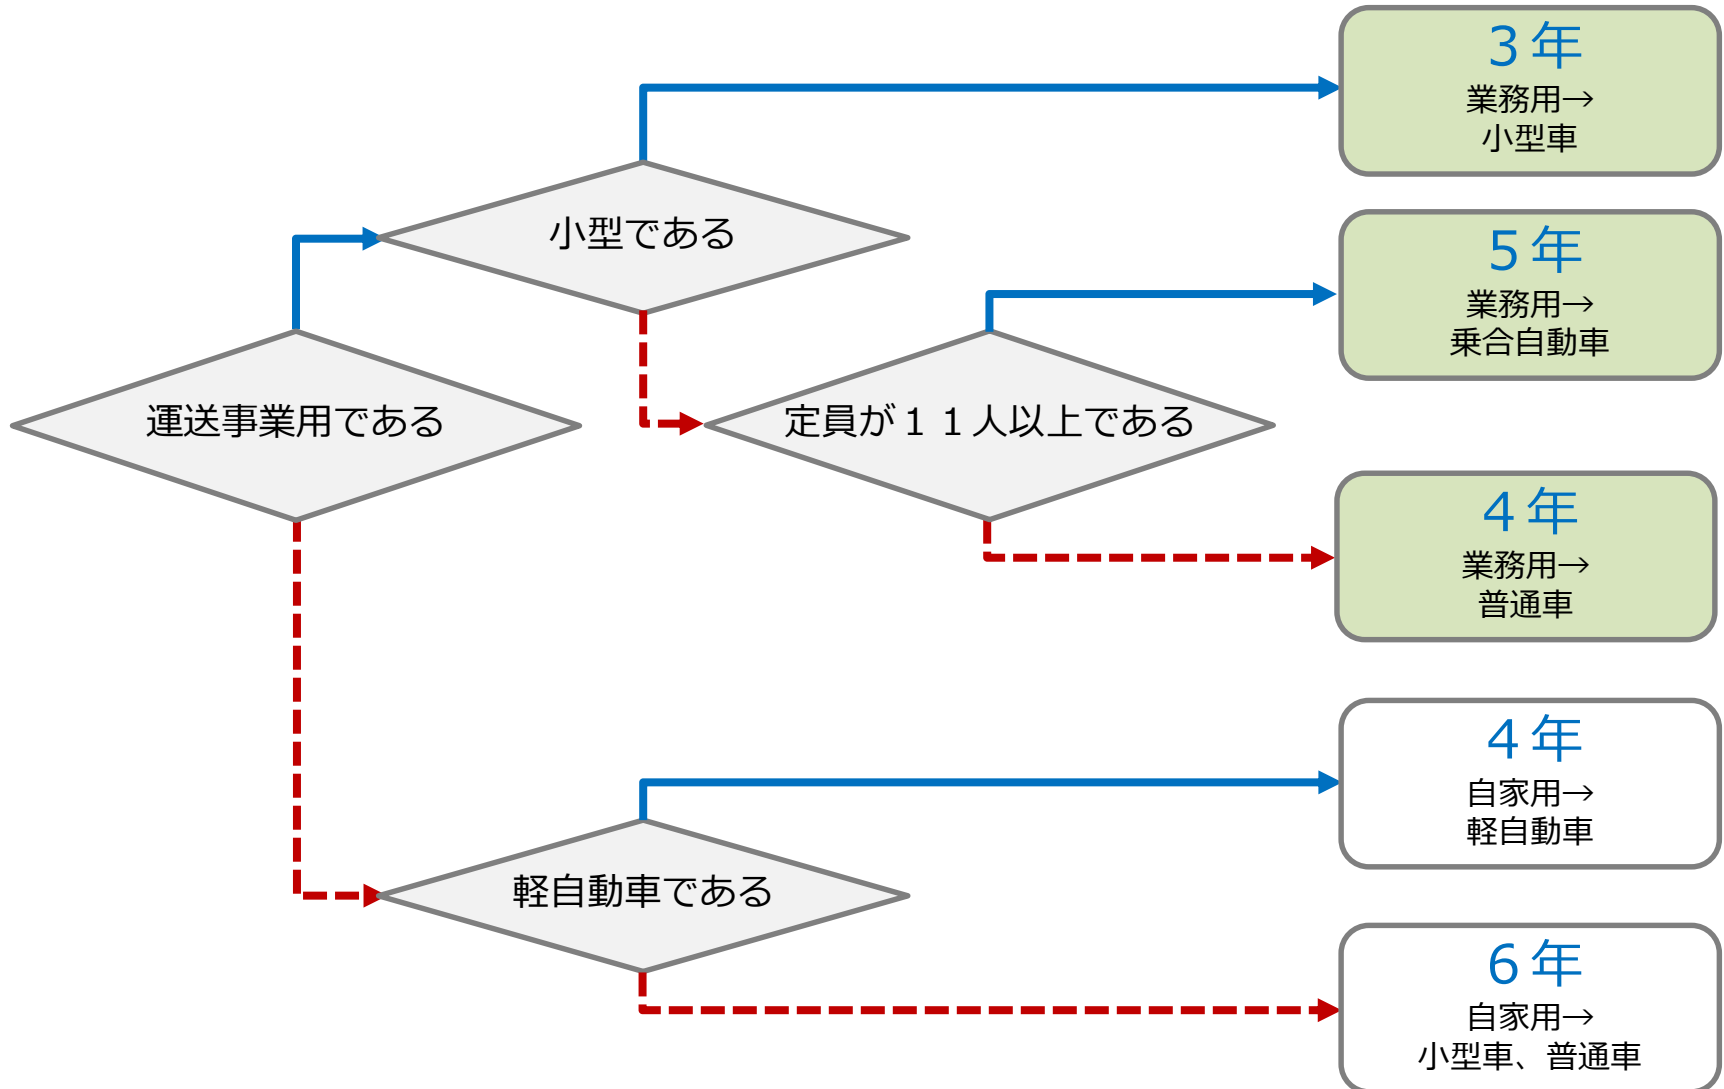 ３年
業務用→
小型車
小型である
５年
業務用→
乗合自動車
運送事業用である
定員が１１人以上である
４年
業務用→
普通車
４年
自家用→
軽自動車
軽自動車である
６年
自家用→
小型車、普通車